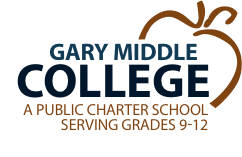 GARY MIDDLE
COLLEGE
A PUBLIC CHARTER SCHOOL
SERVING GRADES 9-12